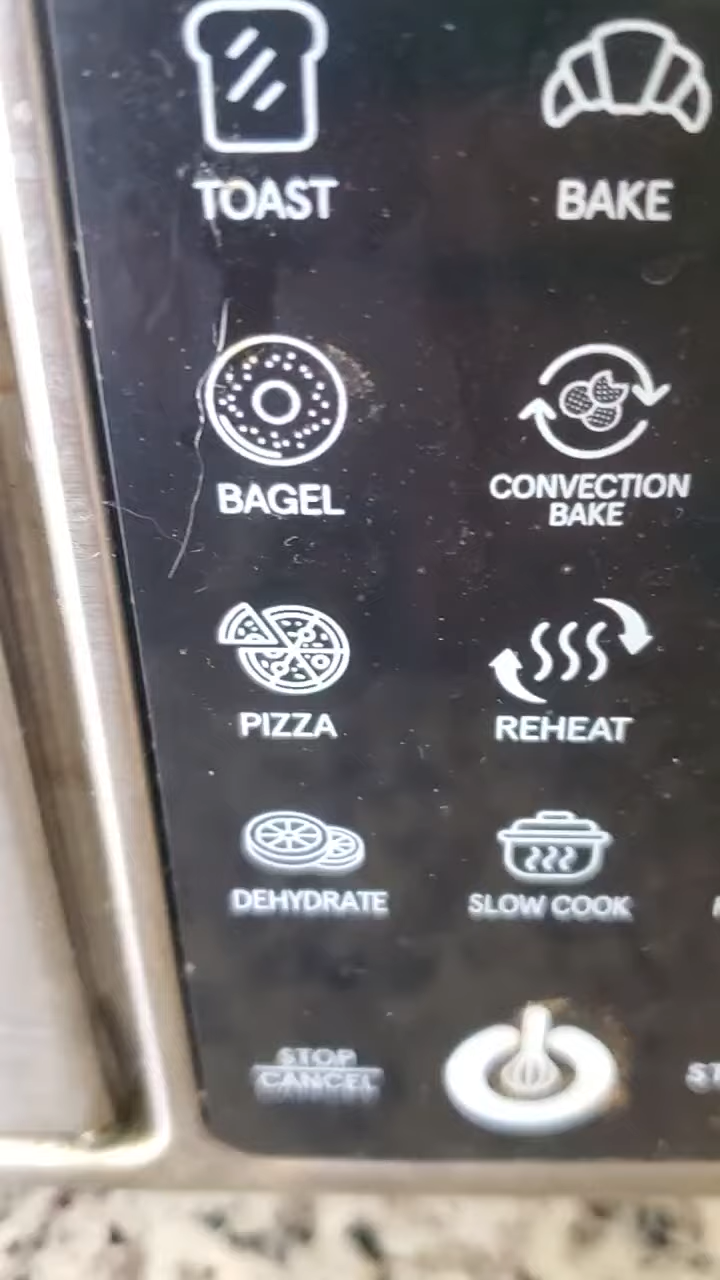 TOAST
BAKE
BAGEL
CONVECTION
BAKE
PIZZA
REHEAT
DEHYDRATE
SLOW COOK
STOP
CANCEL